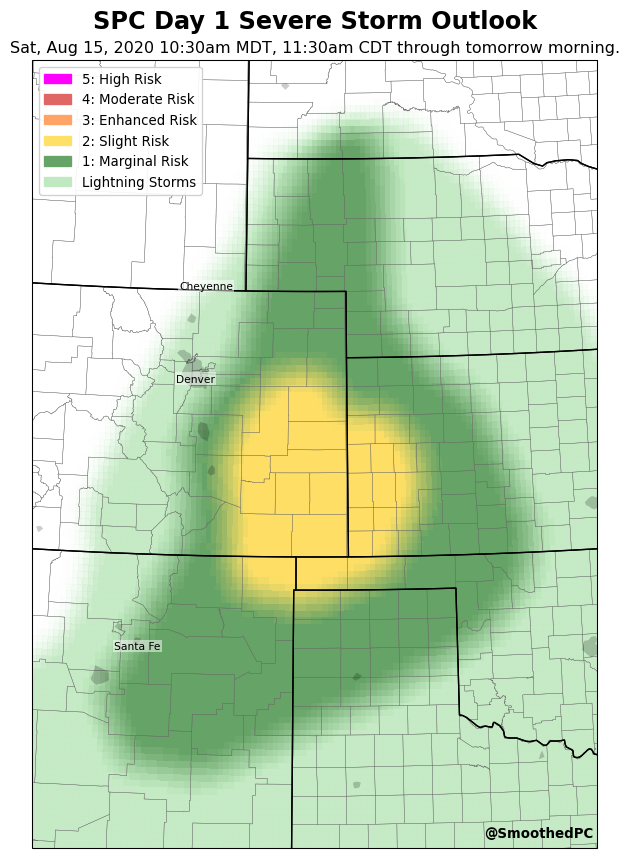 SPC Day 1 Severe Storm Outlook
Sat, Aug 15, 2020 10:30am MDT, 11:30am CDT through tomorrow morning.
5: High Risk
4: Moderate Risk
3: Enhanced Risk
2: Slight Risk
1: Marginal Risk
Lightning Storms
Cheyenne
Denver
Santa Fe
@SmoothedPC